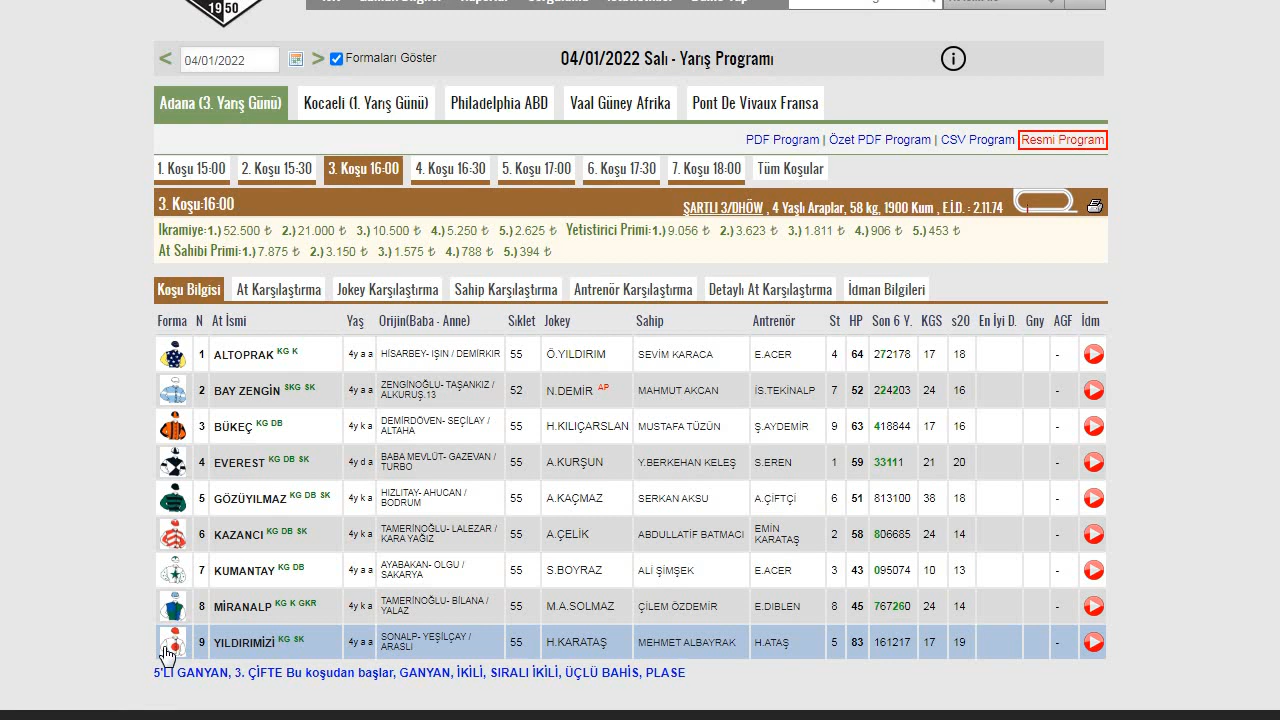 19 50
04/01/2022 Formaları Göster 04/01/2022 Salı - Yarış Programı
Adana (3. Yarış Günü) Kocaeli (1. Yarış Günü) Philadelphia ABD Vaal Güney Afrika Pont De Vivaux Fransa
PDF Program | Özet PDF Program | CSV Program Resmi Program
1. Koşu 15:00 2. Koşu 15:30 3. Koşu 16:00 4. Koşu 16:30 5. Koşu 17:00 6. Koşu 17:30 7. Koşu 18:00 Tüm Koşular
3. Koşu:16:00 ŞARTLI 3/DHÖW , 4 Yaşlı Araplar, 58 kg, 1900 Kum , E.İ.D. : 2.11.74
Ikramiye:1.) 52.500 ₺ 2.) 21.000 ₺ 3.) 10.500 ₺ 4.) 5.250 ₺ 5.) 2.625 ₺ Yetistirici Primi:1.) 9.056 ₺ 2.) 3.623 ₺ 3.) 1.811 ₺ 4.) 906 ₺ 5.) 453 ₺
At Sahibi Primi:1.) 7.875 ₺ 2.) 3.150 ₺ 3.) 1.575 ₺ 4.) 788 ₺ 5.) 394 ₺
Koşu Bilgisi At Karşılaştırma Jokey Karşılaştırma Sahip Karşılaştırma Antrenör Karşılaştırma Detaylı At Karşılaştırma İdman Bilgileri
Forma N At İsmi Yaş Orijin(Baba - Anne) Sıklet Jokey Sahip Antrenör St HP Son 6 Y. KGS s20 En İyi D. Gny AGF İdm
1 ALTOPRAK KG K 4y a a HİSARBEY- IŞIN / DEMİRKIR 55 Ö.YILDIRIM SEVİM KARACA E.ACER 4 64 272178 17 18 -
2 BAY ZENGİN SKG SK 4y a a ZENGİNOĞLU- TAŞANKIZ / ALKURUŞ.13 52 N.DEMİR AP MAHMUT AKCAN İS.TEKİNALP 7 52 224203 24 16 -
3 BÜKEÇ KG DB 4y k a DEMİRDÖVEN- SEÇİLAY / ALTAHA 55 H.KILIÇARSLAN MUSTAFA TÜZÜN Ş.AYDEMİR 9 63 418844 17 16 -
4 EVEREST KG DB SK 4y d a BABA MEVLÜT- GAZEVAN / TURBO 55 A.KURŞUN Y.BERKEHAN KELEŞ S.EREN 1 59 33111 21 20 -
5 GÖZÜYILMAZ KG DB SK 4y k a HIZLITAY- AHUCAN / BODRUM 55 A.KAÇMAZ SERKAN AKSU A.ÇİFTÇİ 6 51 813100 38 18 -
6 KAZANCI KG DB SK 4y k a TAMERİNOĞLU- LALEZAR / KARA YAĞIZ 55 A.ÇELİK ABDULLATİF BATMACI EMİN KARATAŞ 2 58 806685 24 14 -
7 KUMANTAY KG DB 4y k a AYABAKAN- OLGU / SAKARYA 55 S.BOYRAZ ALİ ŞİMŞEK E.ACER 3 43 095074 10 13 -
8 MİRANALP KG K GKR 4y k a TAMERİNOĞLU- BİLANA / YALAZ 55 M.A.SOLMAZ ÇİLEM ÖZDEMİR E.DIBLEN 8 45 767260 24 14 -
9 YILDIRIMİZİ KG SK 4y a a SONALP- YEŞİLÇAY / ARASLI 55 H.KARATAŞ MEHMET ALBAYRAK H.ATAŞ 5 83 161217 17 19 -
5'Lİ GANYAN, 3. ÇİFTE Bu koşudan başlar, GANYAN, İKİLİ, SIRALI İKİLİ, ÜÇLÜ BAHİS, PLASE